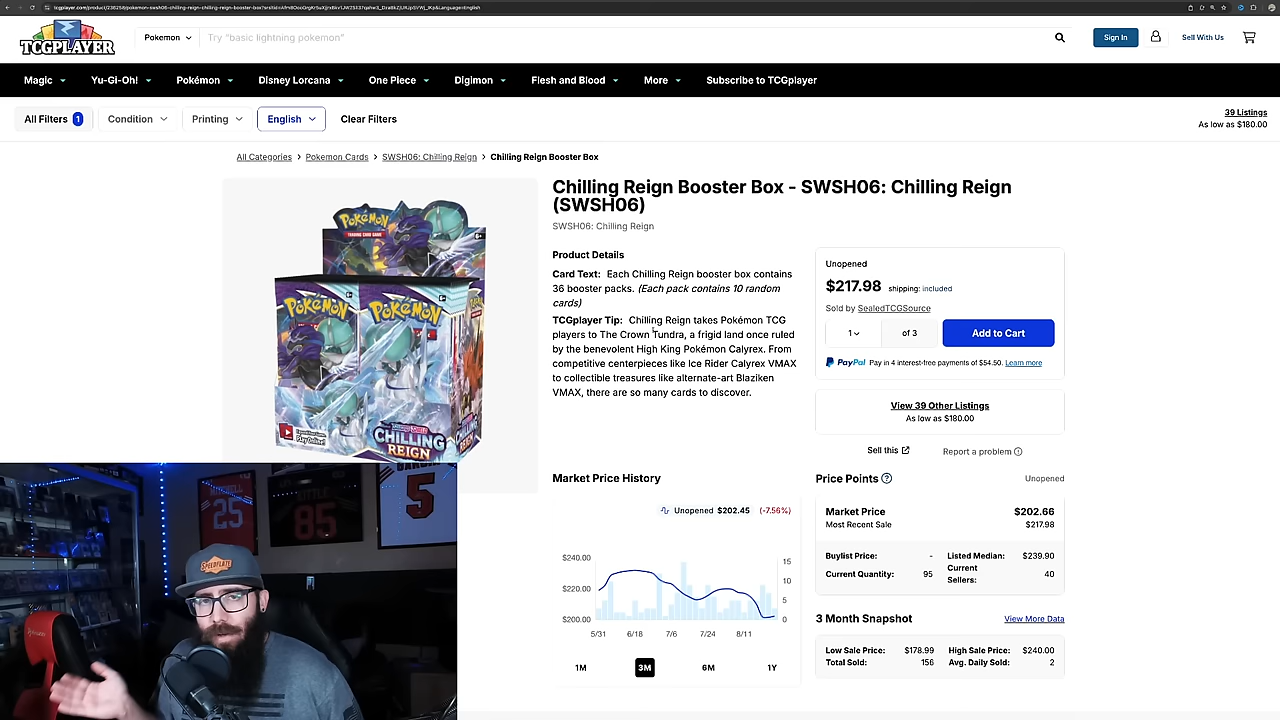 TCGPLAYER
Pokemon
Try "basic lightning pokemon"
Sign In
Sell With Us
Magic
Yu-Gi-Oh!
Pokémon
Disney Lorcana
One Piece
Digimon
Flesh and Blood
More
Subscribe to TCGplayer
All Filters 1
Condition
Printing
English
Clear Filters
39 Listings
As low as $180.00
All Categories > Pokemon Cards > SWSH06: Chilling Reign > Chilling Reign Booster Box
Chilling Reign Booster Box - SWSH06: Chilling Reign
(SWSH06)
SWSH06: Chilling Reign
Pokémon
Pokémon
Pokémon
CHILLING
REIGN
Product Details
Card Text: Each Chilling Reign booster box contains
36 booster packs. (Each pack contains 10 random
cards)
TCGplayer Tip: Chilling Reign takes Pokémon TCG
players to The Crown Tundra, a frigid land once ruled
by the benevolent High King Pokémon Calyrex. From
competitive centerpieces like Ice Rider Calyrex VMAX
to collectible treasures like alternate-art Blaziken
VMAX, there are so many cards to discover.
Unopened
$217.98 shipping: included
Sold by SealedTCGSource
1
of 3
Add to Cart
PayPal Pay in 4 interest-free payments of $54.50. Learn more
View 39 Other Listings
As low as $180.00
Sell this
Report a problem
Market Price History
Unopened $202.45 (-7.56%)
$240.00
$220.00
$200.00
15
10
5
0
5/31
6/18
7/6
7/24
8/11
1M
3M
6M
1Y
Price Points
Unopened
Market Price $202.66
Most Recent Sale $217.98
Buylist Price: -
Listed Median: $239.90
Current Quantity: 95
Current Sellers: 40
3 Month Snapshot
View More Data
Low Sale Price: $178.99
High Sale Price: $240.00
Total Sold: 156
Avg. Daily Sold: 2
25
85
5